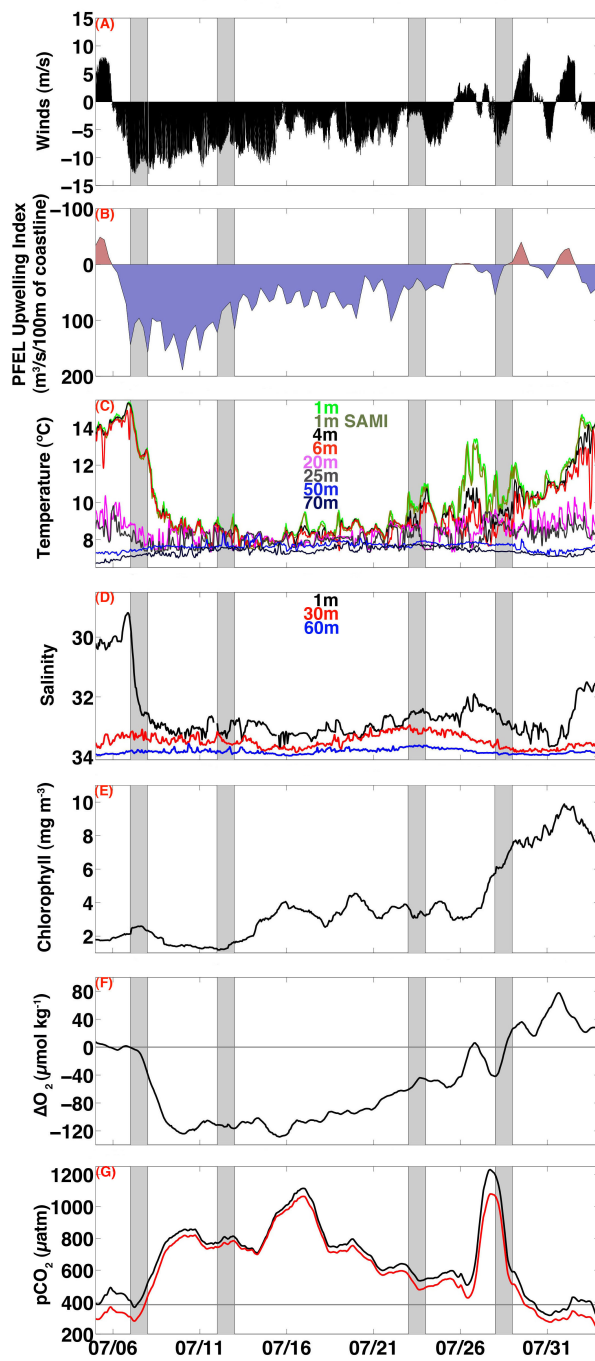 (A)
Winds (m/s)
15
10
5
0
−5
−10
−15
(B)
PFEL Upwelling Index
(m³/s/100m of coastline)
−100
0
100
200
(C)
Temperature (°C)
14
12
10
8
1m
1m SAMI
4m
6m
20m
25m
50m
70m
(D)
Salinity
30
32
34
1m
30m
60m
(E)
Chlorophyll (mg m⁻³)
10
8
6
4
2
(F)
ΔO₂ (μmol kg⁻¹)
40
80
0
−40
−80
−120
(G)
pCO₂ (μatm)
1200
1000
800
600
400
200
07/06 07/11 07/16 07/21 07/26 07/31